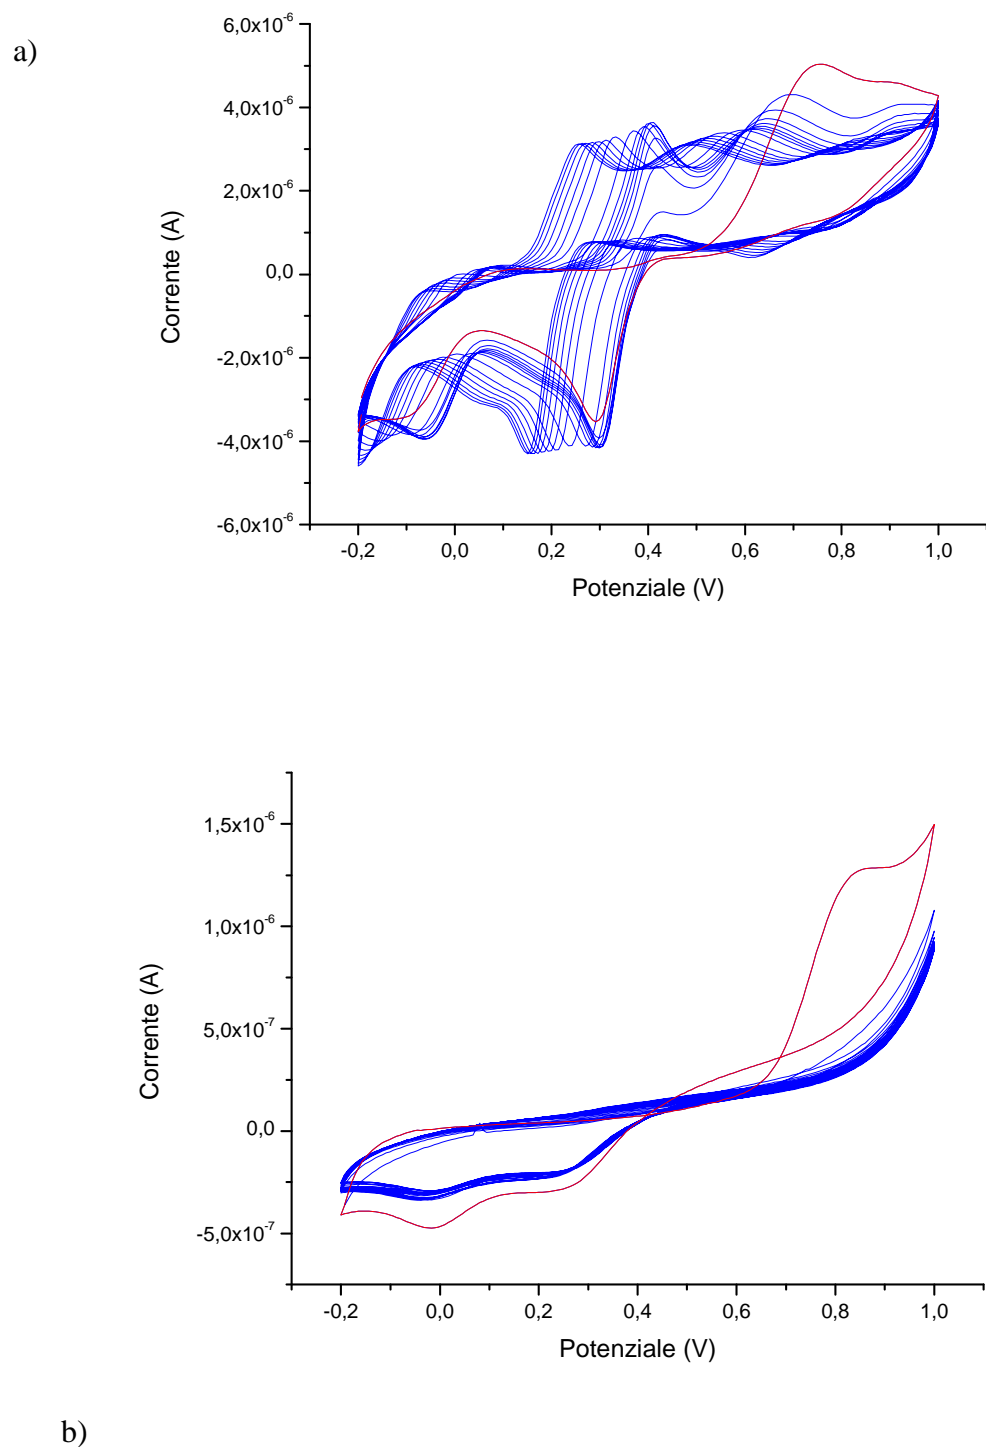 a)
6,0x10⁻⁶
4,0x10⁻⁶
2,0x10⁻⁶
0,0
-2,0x10⁻⁶
-4,0x10⁻⁶
-6,0x10⁻⁶
Corrente (A)
-0,2 0,0 0,2 0,4 0,6 0,8 1,0
Potenziale (V)
1,5x10⁻⁶
1,0x10⁻⁶
5,0x10⁻⁷
0,0
-5,0x10⁻⁷
Corrente (A)
-0,2 0,0 0,2 0,4 0,6 0,8 1,0
Potenziale (V)
b)